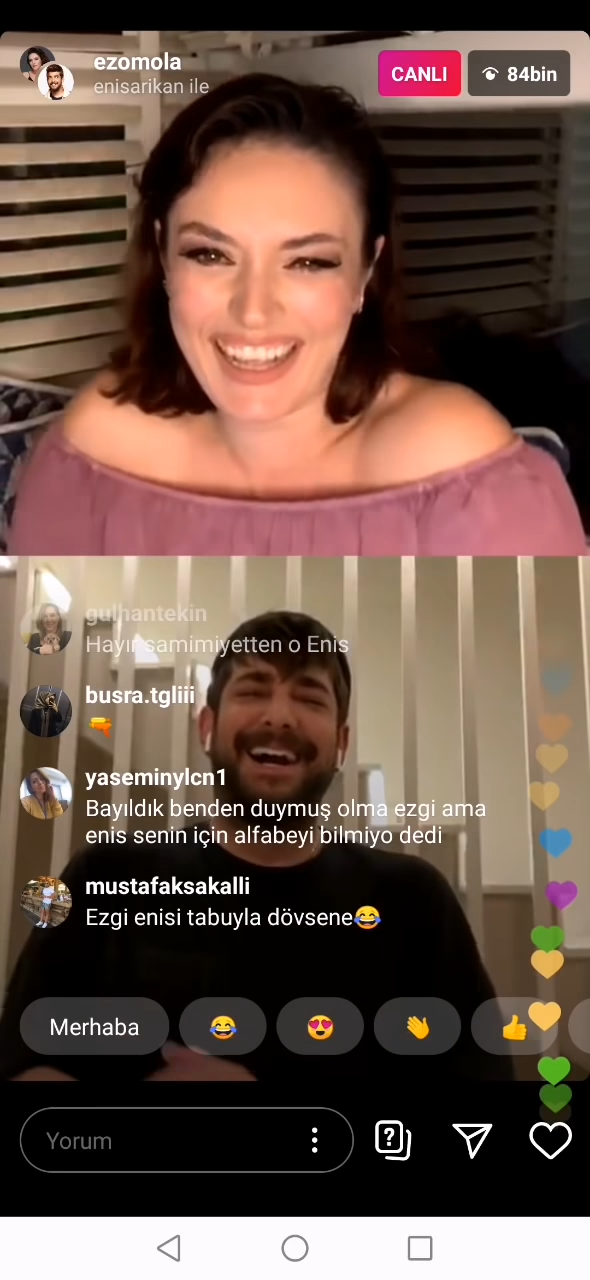 ezomola
enisarikan ile
CANLI
84bin
gulhantekin
Hayır samimiyetten o Enis
busra.tgliii
yaseminylcn1
Bayıldık benden duymuş olma ezgi ama
enis senin için alfabeyi bilmiyo dedi
mustafaksakalli
Ezgi enisi tabuyla dövsene😂
Merhaba
Yorum